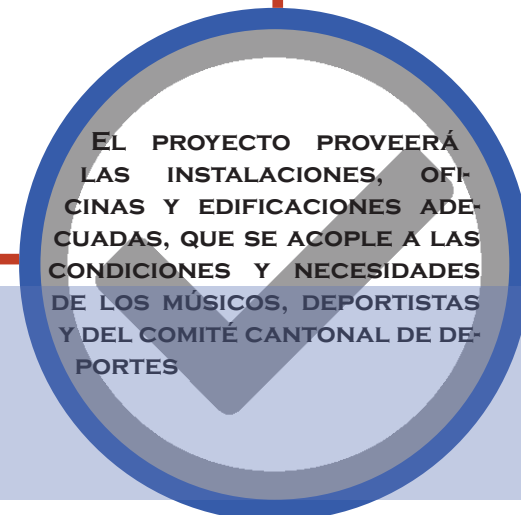 El proyecto proveerá
las instalaciones, ofi-
cinas y edificaciones ade-
cuadas, que se acople a las
condiciones y necesidades
de los músicos, deportistas
y del comité cantonal de de-
portes